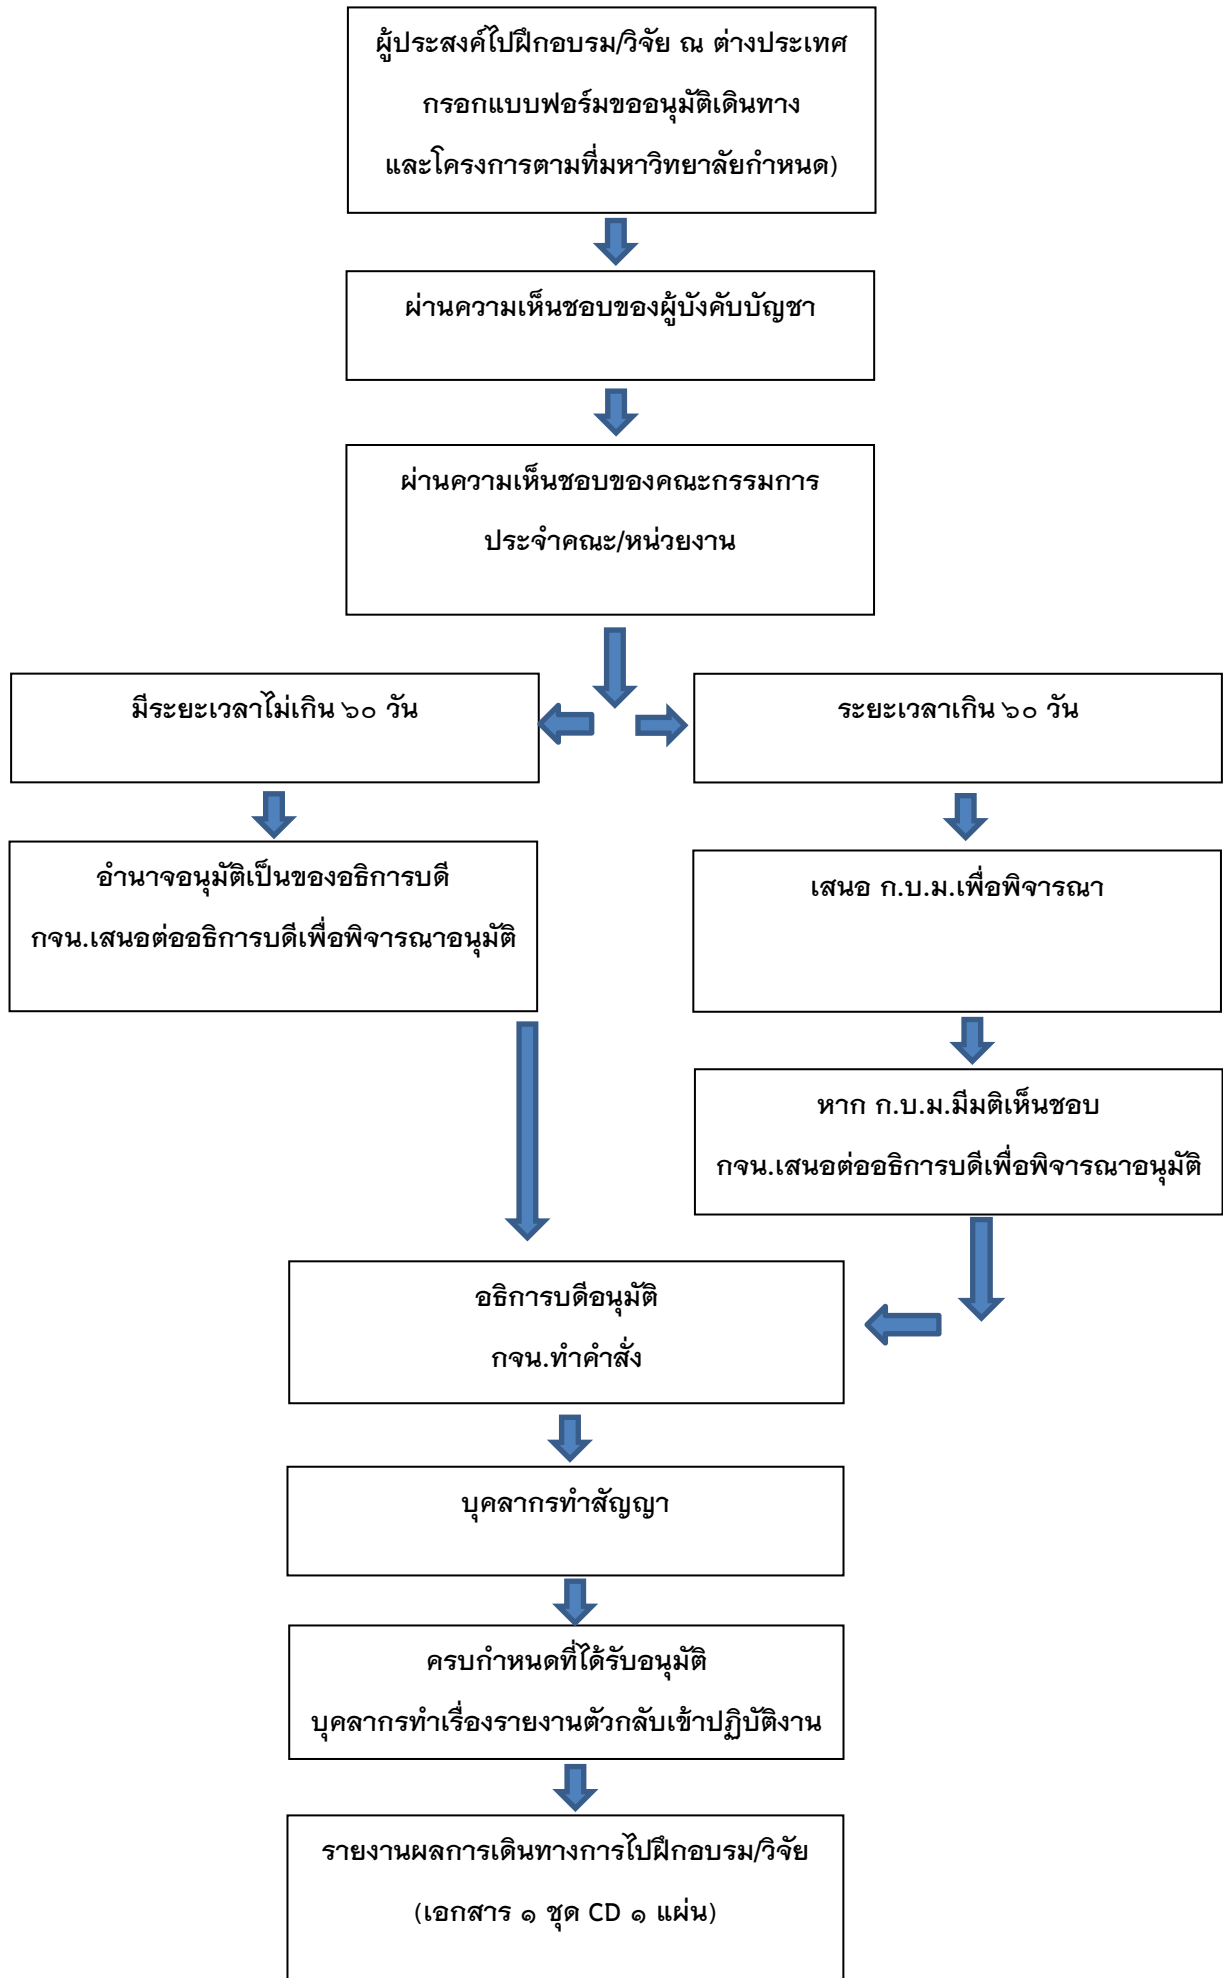 ผู้ประสงค์ไปฝึกอบรม/วิจัย ณ ต่างประเทศ
กรอกแบบฟอร์มขออนุมัติเดินทาง
และโครงการตามที่มหาวิทยาลัยกำหนด)
ผ่านความเห็นชอบของผู้บังคับบัญชา
ผ่านความเห็นชอบของคณะกรรมการ
ประจำคณะ/หน่วยงาน
มีระยะเวลาไม่เกิน ๖๐ วัน
ระยะเวลาเกิน ๖๐ วัน
อำนาจอนุมัติเป็นของอธิการบดี
กจน.เสนอต่ออธิการบดีเพื่อพิจารณาอนุมัติ
เสนอ ก.บ.ม.เพื่อพิจารณา
หาก ก.บ.ม.มีมติเห็นชอบ
กจน.เสนอต่ออธิการบดีเพื่อพิจารณาอนุมัติ
อธิการบดีอนุมัติ
กจน.ทำคำสั่ง
บุคลากรทำสัญญา
ครบกำหนดที่ได้รับอนุมัติ
บุคลากรทำเรื่องรายงานตัวกลับเข้าปฏิบัติงาน
รายงานผลการเดินทางการไปฝึกอบรม/วิจัย
(เอกสาร ๑ ชุด CD ๑ แผ่น)